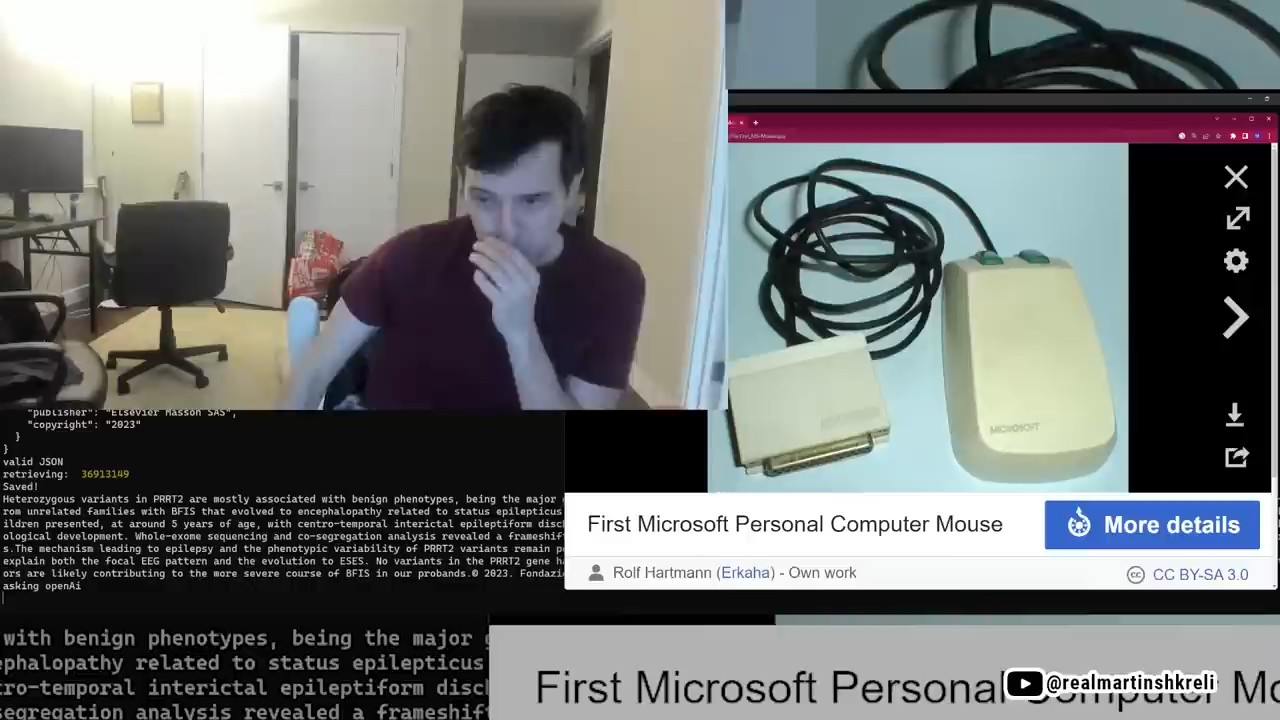 "publisher": "Elsevier Masson SAS",
"copyright": "2023"
}
}
valid JSON
retrieving: 36913149
Saved!
Heterozygous variants in PRRT2 are mostly associated with benign phenotypes, being the major
rom unrelated families with BFIS that evolved to encephalopathy related to status epilepticus
ildren presented, at around 5 years of age, with centro-temporal interictal epileptiform disc
ological development. Whole-exome sequencing and co-segregation analysis revealed a frameshif
s.The mechanism leading to epilepsy and the phenotypic variability of PRRT2 variants remain
explain both the focal EEG pattern and the evolution to ESES. No variants in the PRRT2 gene
ors are likely contributing to the more severe course of BFIS in our probands.© 2023. Fondazi
asking openAi
MICROSOFT
First Microsoft Personal Computer Mouse
More details
Rolf Hartmann (Erkaha) - Own work
CC BY-SA 3.0
with benign phenotypes, being the major
ephalopathy related to status epilepticus
tro-temporal interictal epileptiform disc
segregation analysis revealed a frameshif
First Microsoft Personal Computer Mo
@realmartinshkreli